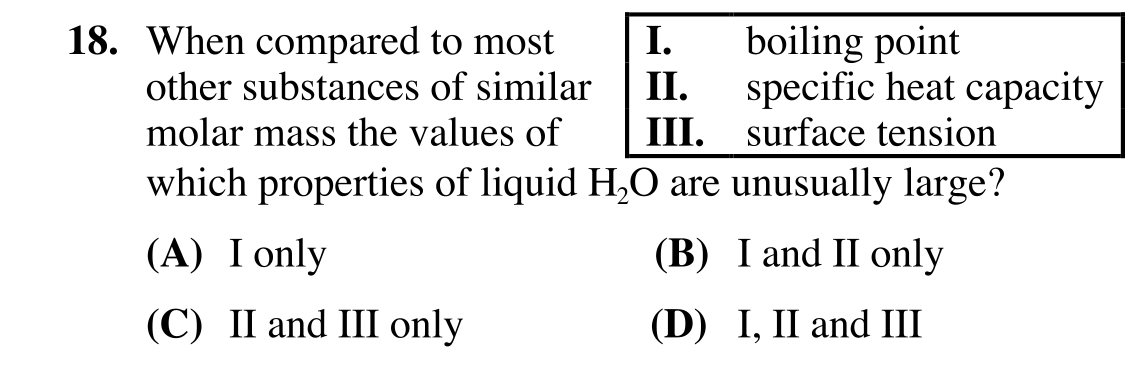 18. When compared to most
other substances of similar
molar mass the values of
I. boiling point
II. specific heat capacity
III. surface tension
which properties of liquid H₂O are unusually large?
(A) I only (B) I and II only
(C) II and III only (D) I, II and III